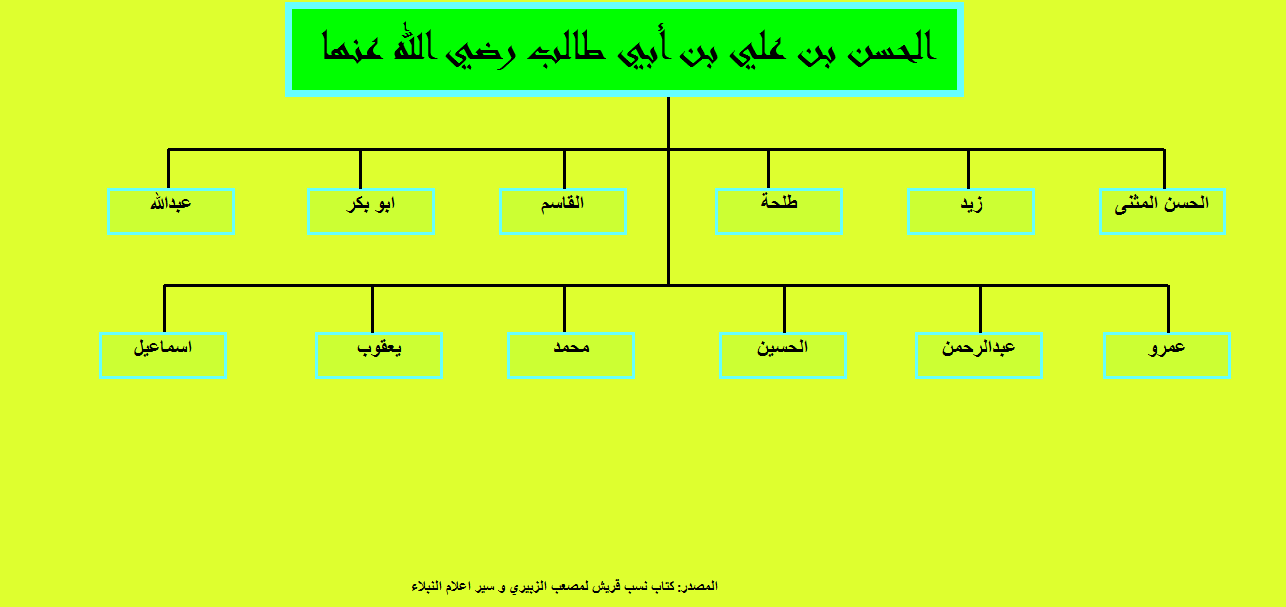 الحسن بن علي بن أبي طالب رضي الله عنها
الحسن المثنى
زيد
طلحة
القاسم
ابو بكر
عبدالله
عمرو
عبدالرحمن
الحسين
محمد
يعقوب
اسماعيل
المصدر: كتاب نسب قريش لمصعب الزبيري و سير اعلام النبلاء